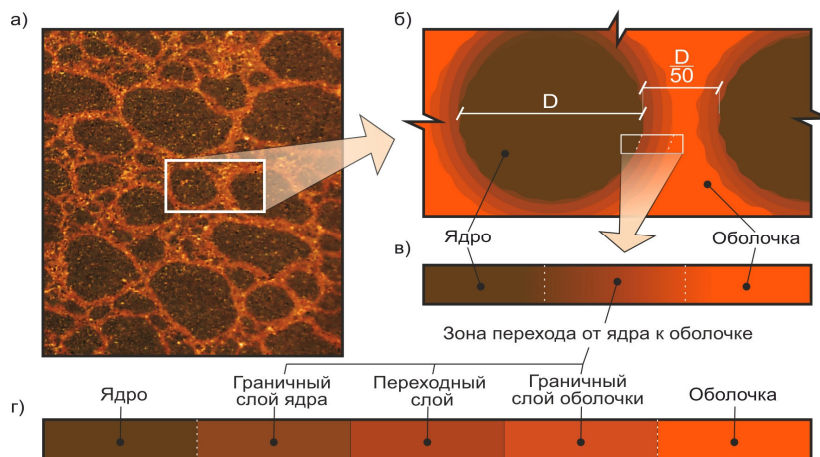 а)
б)
D
D
50
Ядро
Оболочка
в)
Зона перехода от ядра к оболочке
г)
Ядро
Граничный
слой ядра
Переходный
слой
Граничный
слой оболочки
Оболочка